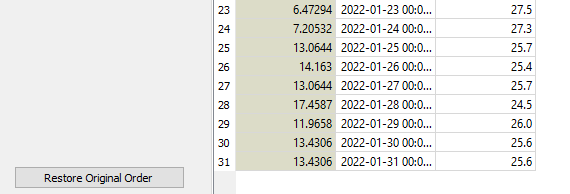 23 6.47294 2022-01-23 00:0... 27.5
24 7.20532 2022-01-24 00:0... 27.3
25 13.0644 2022-01-25 00:0... 25.7
26 14.163 2022-01-26 00:0... 25.4
27 13.0644 2022-01-27 00:0... 25.7
28 17.4587 2022-01-28 00:0... 24.5
29 11.9658 2022-01-29 00:0... 26.0
30 13.4306 2022-01-30 00:0... 25.6
31 13.4306 2022-01-31 00:0... 25.6
Restore Original Order